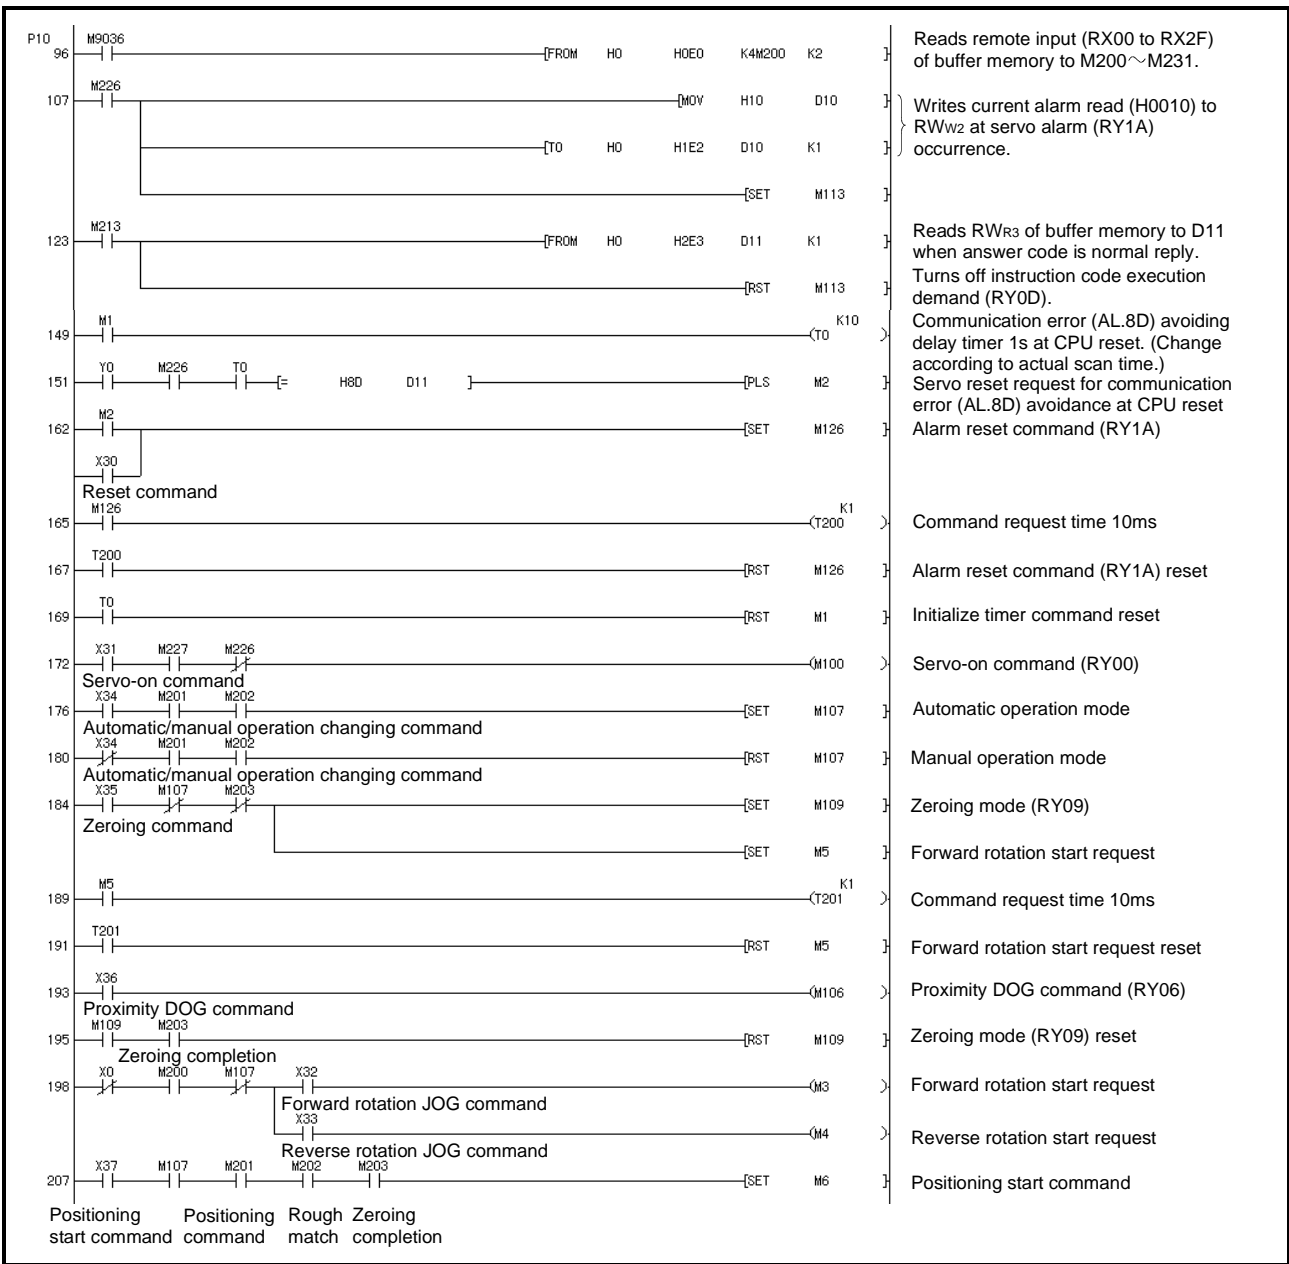 P10 M9036
96 [FROM H0 H0E0 K4M200 K2 ] Reads remote input (RX00 to RX2F)
of buffer memory to M200～M231.
M226
107 [MOV H10 D10 ] Writes current alarm read (H0010) to
RWW2 at servo alarm (RY1A)
[TO H0 H1E2 D10 K1 ] occurrence.
[SET M113 ]
M213
123 [FROM H0 H2E3 D11 K1 ] Reads RWR3 of buffer memory to D11
when answer code is normal reply.
[RST M113 ] Turns off instruction code execution
demand (RY0D).
M1 K10
149 (T0 ) Communication error (AL.8D) avoiding
delay timer 1s at CPU reset. (Change
according to actual scan time.)
Y0 M226 T0
151 [= H8D D11 ] [PLS M2 ] Servo reset request for communication
error (AL.8D) avoidance at CPU reset
M2
162 [SET M126 ] Alarm reset command (RY1A)
X30
Reset command
M126 K1
165 (T200 ) Command request time 10ms
T200
167 [RST M126 ] Alarm reset command (RY1A) reset
T0
169 [RST M1 ] Initialize timer command reset
X31 M227 M226
172 (M100 ) Servo-on command (RY00)
Servo-on command
X34 M201 M202
176 [SET M107 ] Automatic operation mode
Automatic/manual operation changing command
X34 M201 M202
180 [RST M107 ] Manual operation mode
Automatic/manual operation changing command
X35 M107 M203
184 [SET M109 ] Zeroing mode (RY09)
Zeroing command
[SET M5 ] Forward rotation start request
M5 K1
189 (T201 ) Command request time 10ms
T201
191 [RST M5 ] Forward rotation start request reset
X36
193 (M106 ) Proximity DOG command (RY06)
Proximity DOG command
M109 M203
195 [RST M109 ] Zeroing mode (RY09) reset
Zeroing completion
X0 M200 M107 X32
198 (M3 ) Forward rotation start request
Forward rotation JOG command
X33
(M4 ) Reverse rotation start request
Reverse rotation JOG command
X37 M107 M201 M202 M203
207 [SET M6 ] Positioning start command
Positioning Positioning Rough Zeroing
start command command match completion